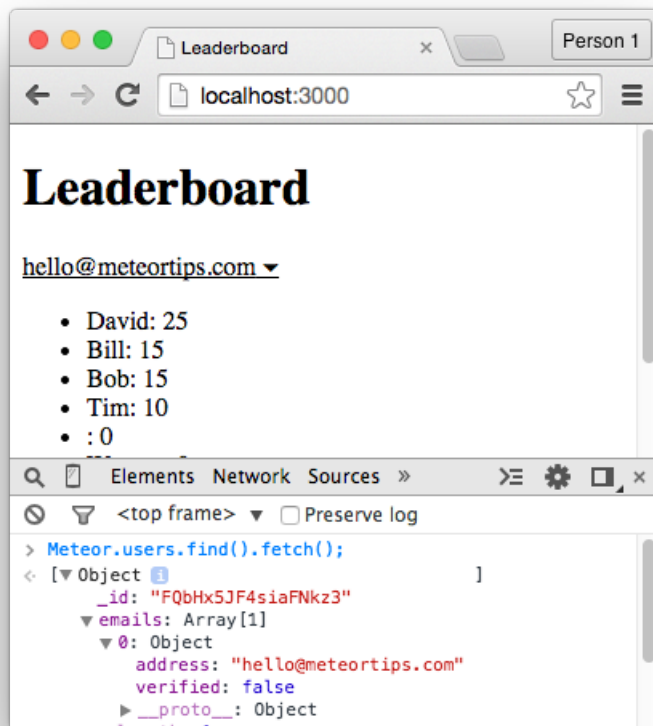 Leaderboard
Person 1
localhost:3000
Leaderboard
hello@meteortips.com
David: 25
Bill: 15
Bob: 15
Tim: 10
: 0
Elements Network Sources »
<top frame> Preserve log
> Meteor.users.find().fetch();
[▼Object i ]
_id: "FQbHx5JF4siaFNkz3"
▼emails: Array[1]
▼0: Object
address: "hello@meteortips.com"
verified: false
▶__proto__: Object